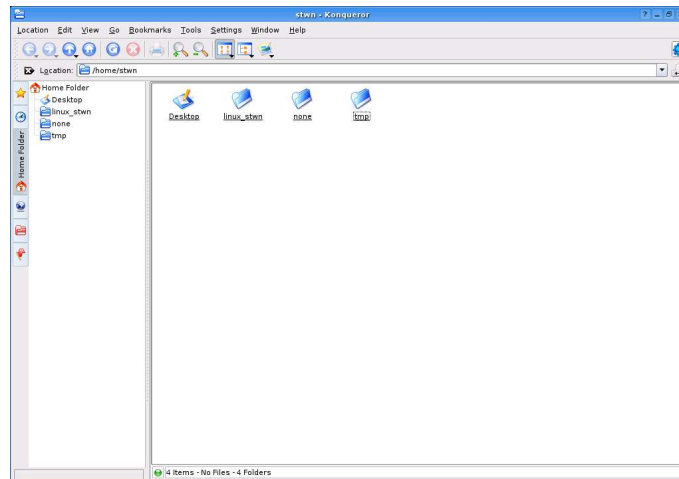 stwn - Konqueror
Location Edit View Go Bookmarks Tools Settings Window Help
Location: /home/stwn
Home Folder
Home Folder
Desktop
linux_stwn
none
tmp
Desktop linux_stwn none tmp
4 Items - No Files - 4 Folders